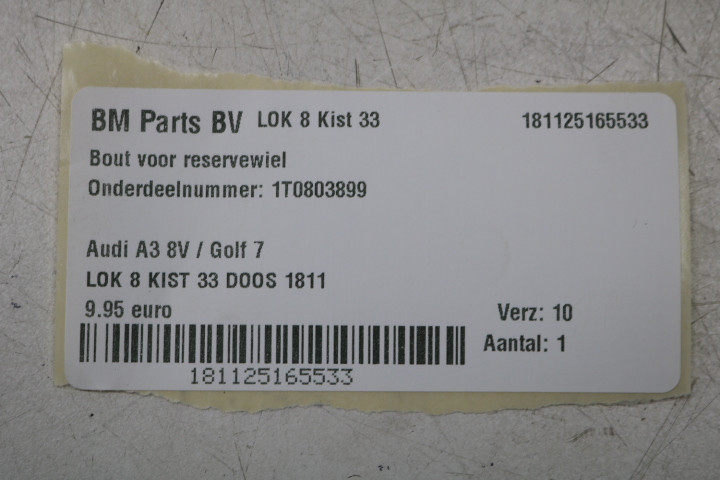 BM Parts BV LOK 8 Kist 33 181125165533
Bout voor reservewiel
Onderdeelnummer: 1T0803899
Audi A3 8V / Golf 7
LOK 8 KIST 33 DOOS 1811
9.95 euro Verz: 10
Aantal: 1
181125165533